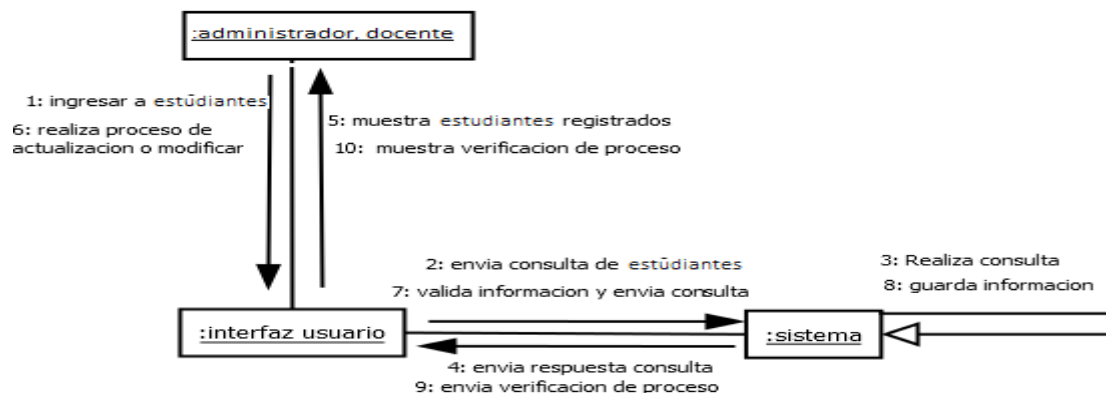 :administrador, docente
1: ingresar a estūdiantes
6: realiza proceso de
actualizacion o modificar
5: muestra estudiantes registrados
10: muestra verificacion de proceso
2: envia consulta de estūdiantes
7: valida informacion y envia consulta
3: Realiza consulta
8: guarda informacion
:interfaz usuario
:sistema
4: envia respuesta consulta
9: envia verificacion de proceso